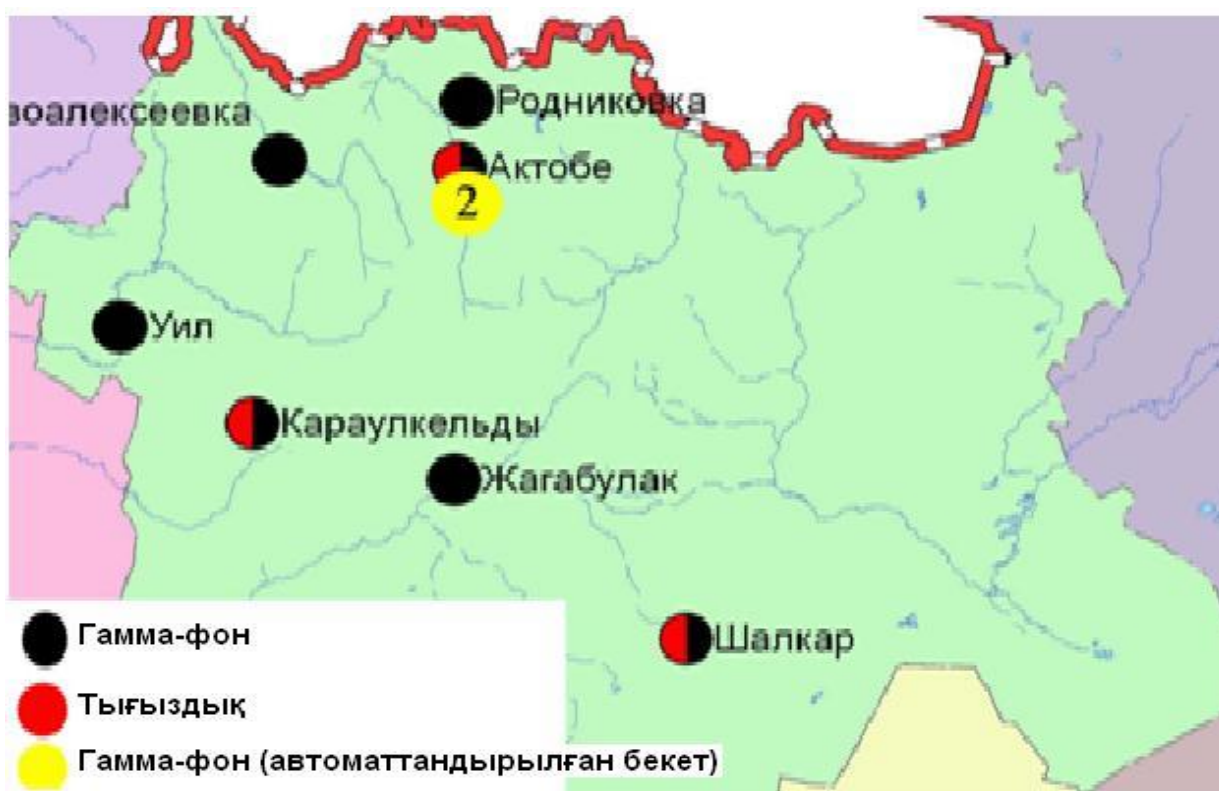 Родниковка
воалексеевка
Актобе
2
Уил
Караулкельды
Жагабулак
Шалкар
Гамма-фон
Тығыздық
Гамма-фон (автоматтандырылған бекет)